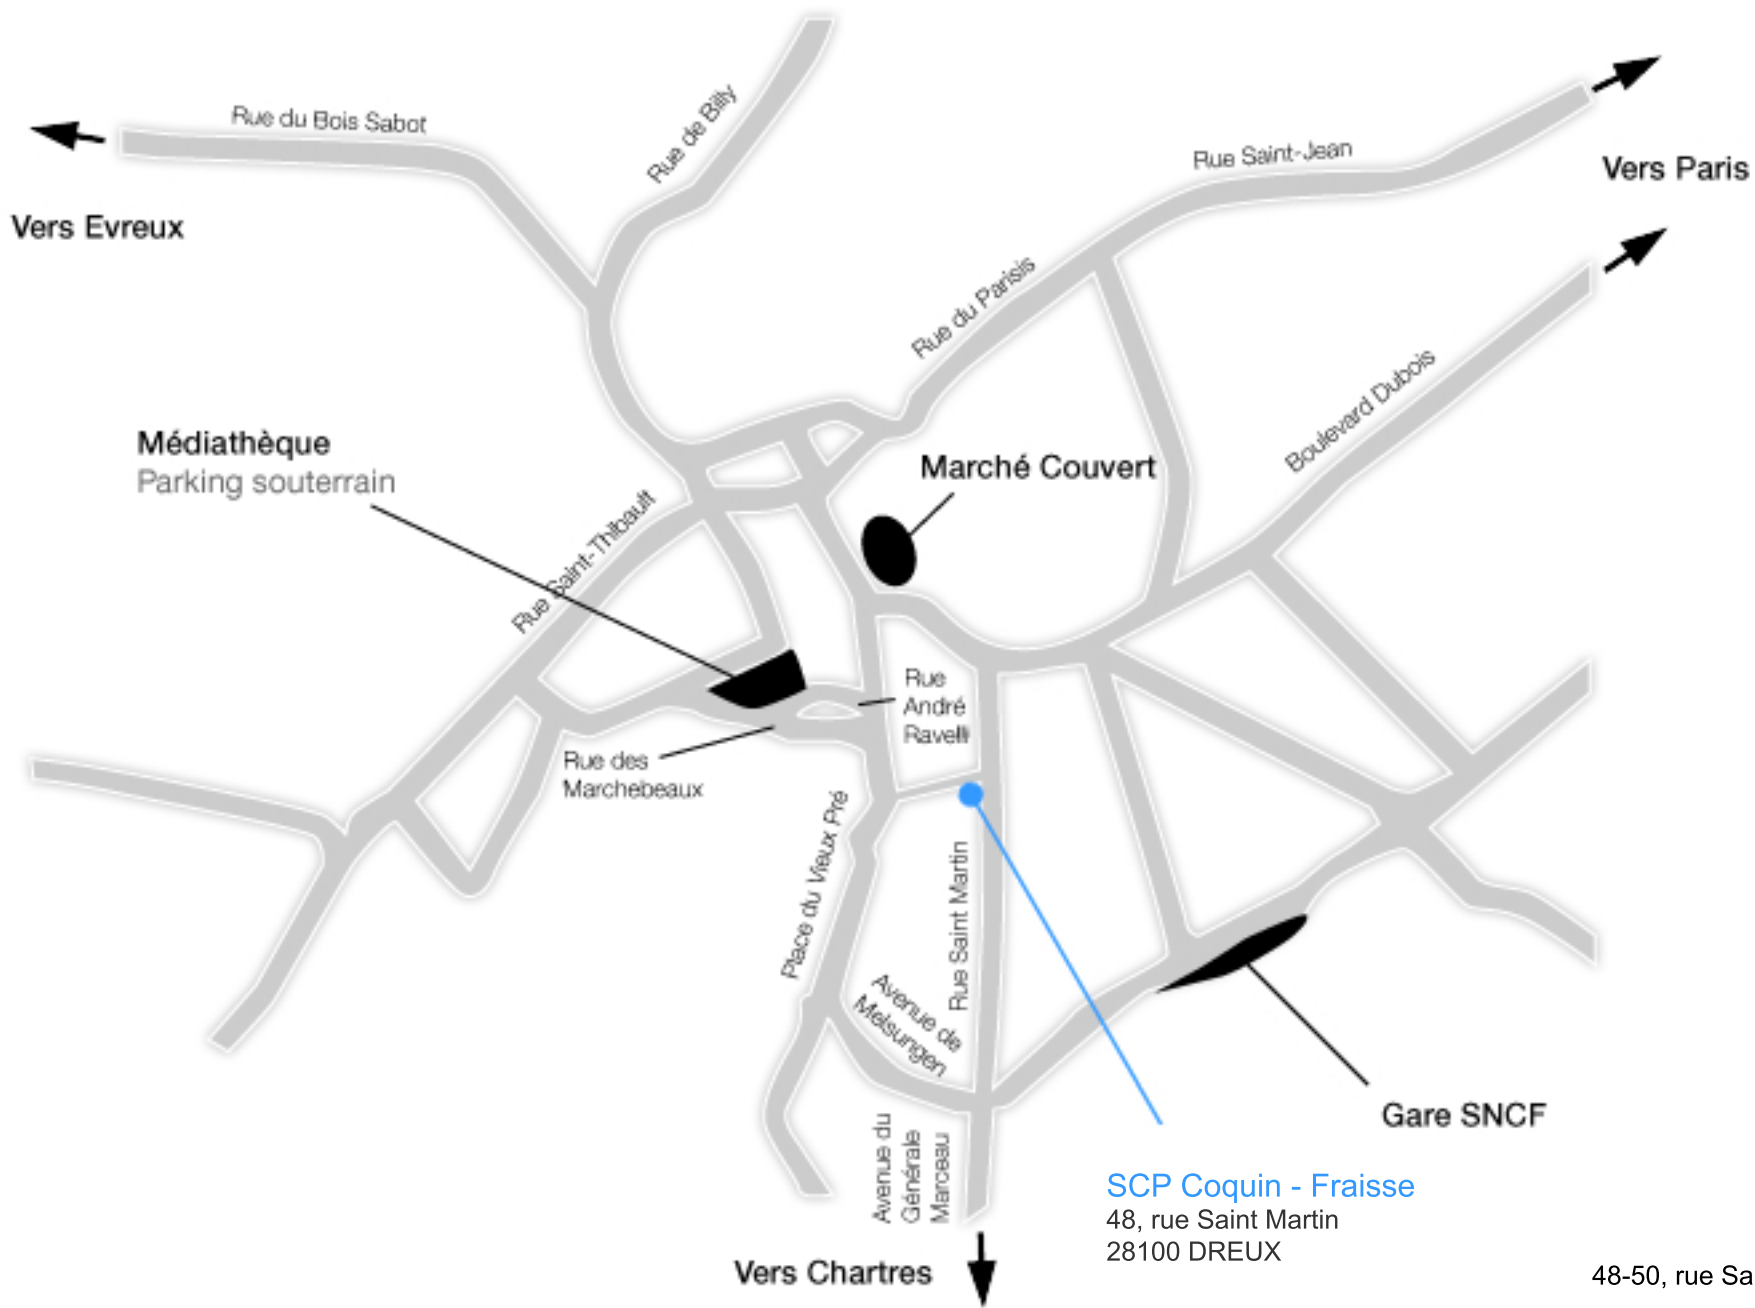 Rue du Bois Sabot
Rue de Billy
Rue Saint-Jean
Vers Paris
Vers Evreux
Rue du Parisis
Boulevard Dubois
Médiathèque
Parking souterrain
Marché Couvert
Rue Saint-Thibault
Rue
André
Ravelli
Rue des
Marchebeaux
Place du Vieux Pré
Rue Saint Martin
Avenue de
Melsungen
Avenue du
Générale
Marceau
Gare SNCF
SCP Coquin - Fraisse
48, rue Saint Martin
28100 DREUX
Vers Chartres
48-50, rue Sa